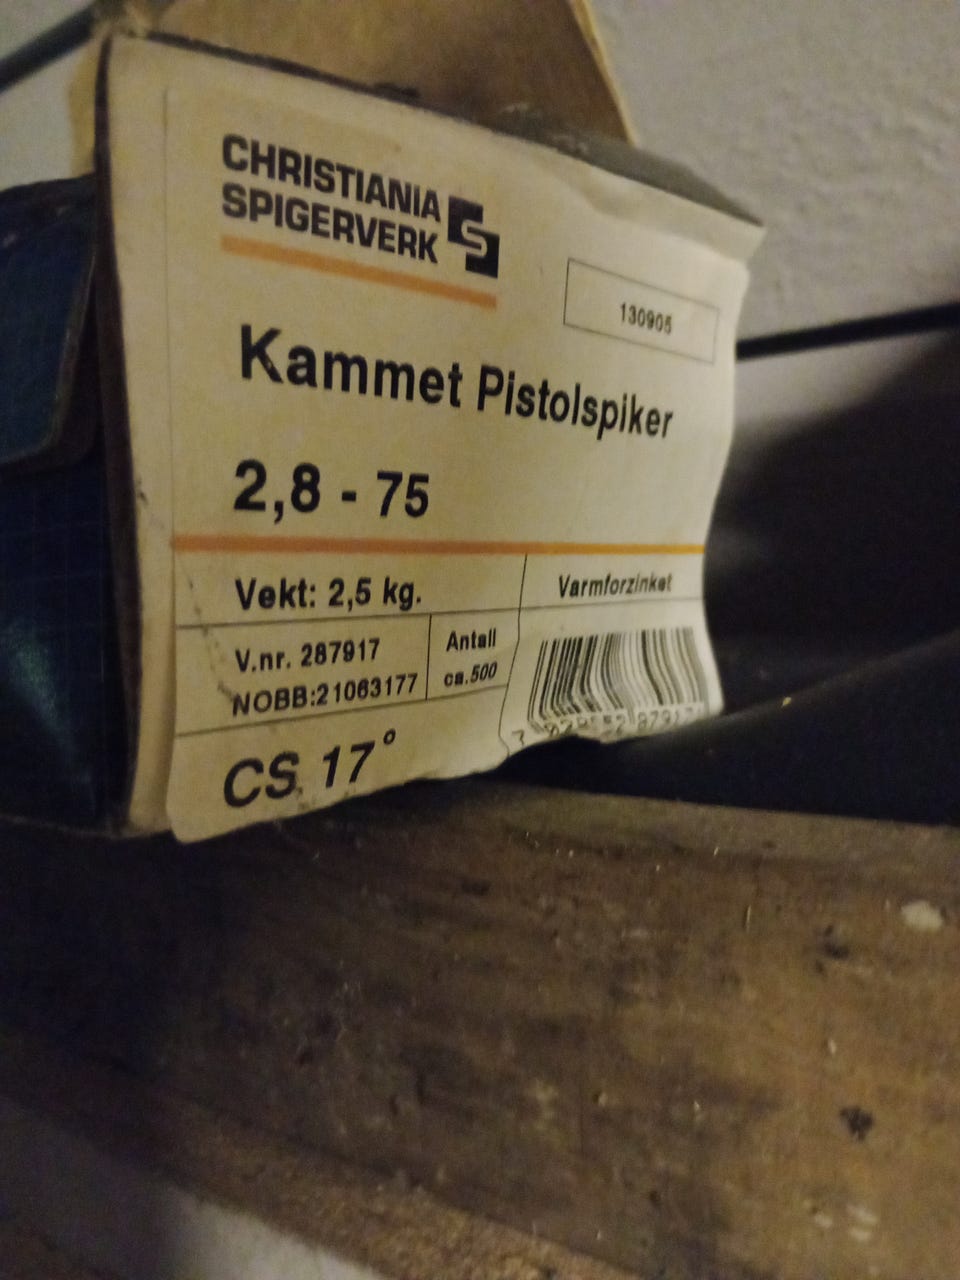 CHRISTIANIA
SPIGERVERK
130905
Kammet Pistolspiker
2,8 - 75
Vekt: 2,5 kg.
Varmforzinket
V.nr. 287917
NOBB:21063177
Antall
ca.500
CS 17°